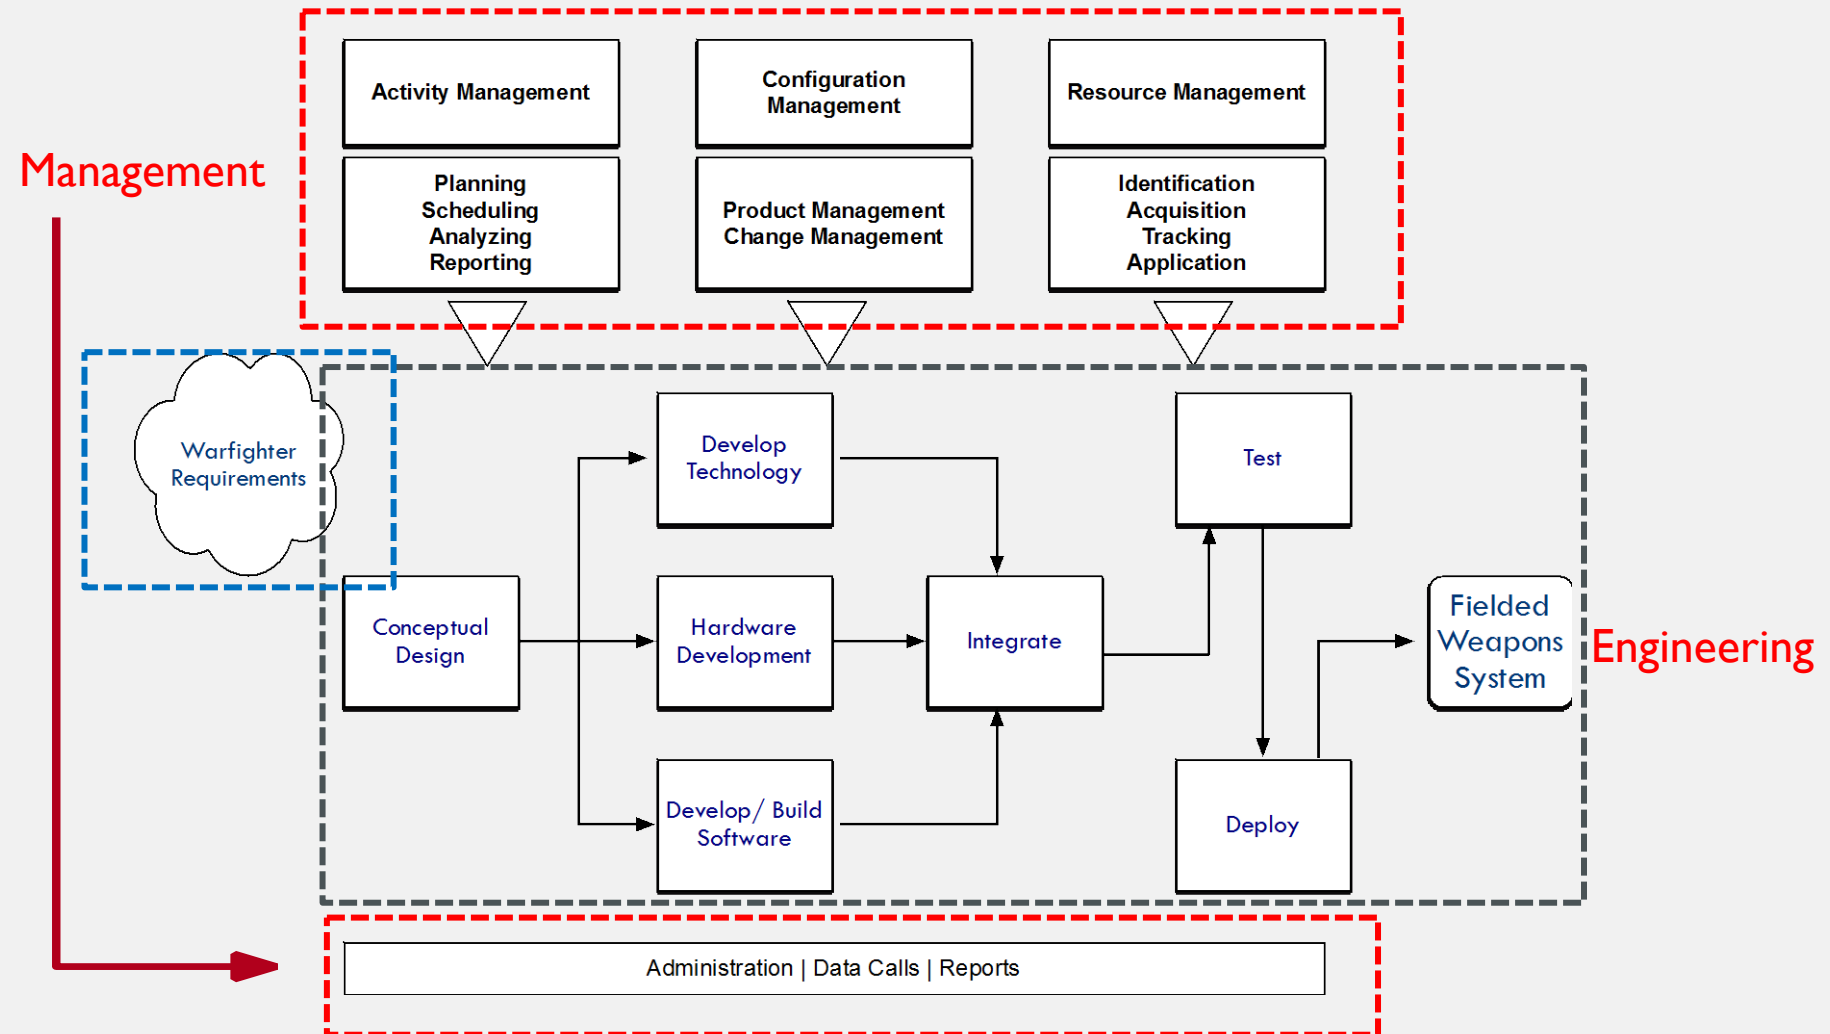 Activity Management
Configuration
Management
Resource Management
Management
Planning
Scheduling
Analyzing
Reporting
Product Management
Change Management
Identification
Acquisition
Tracking
Application
Warfighter
Requirements
Develop
Technology
Test
Conceptual
Design
Hardware
Development
Integrate
Fielded
Weapons
System
Engineering
Develop/ Build
Software
Deploy
Administration | Data Calls | Reports